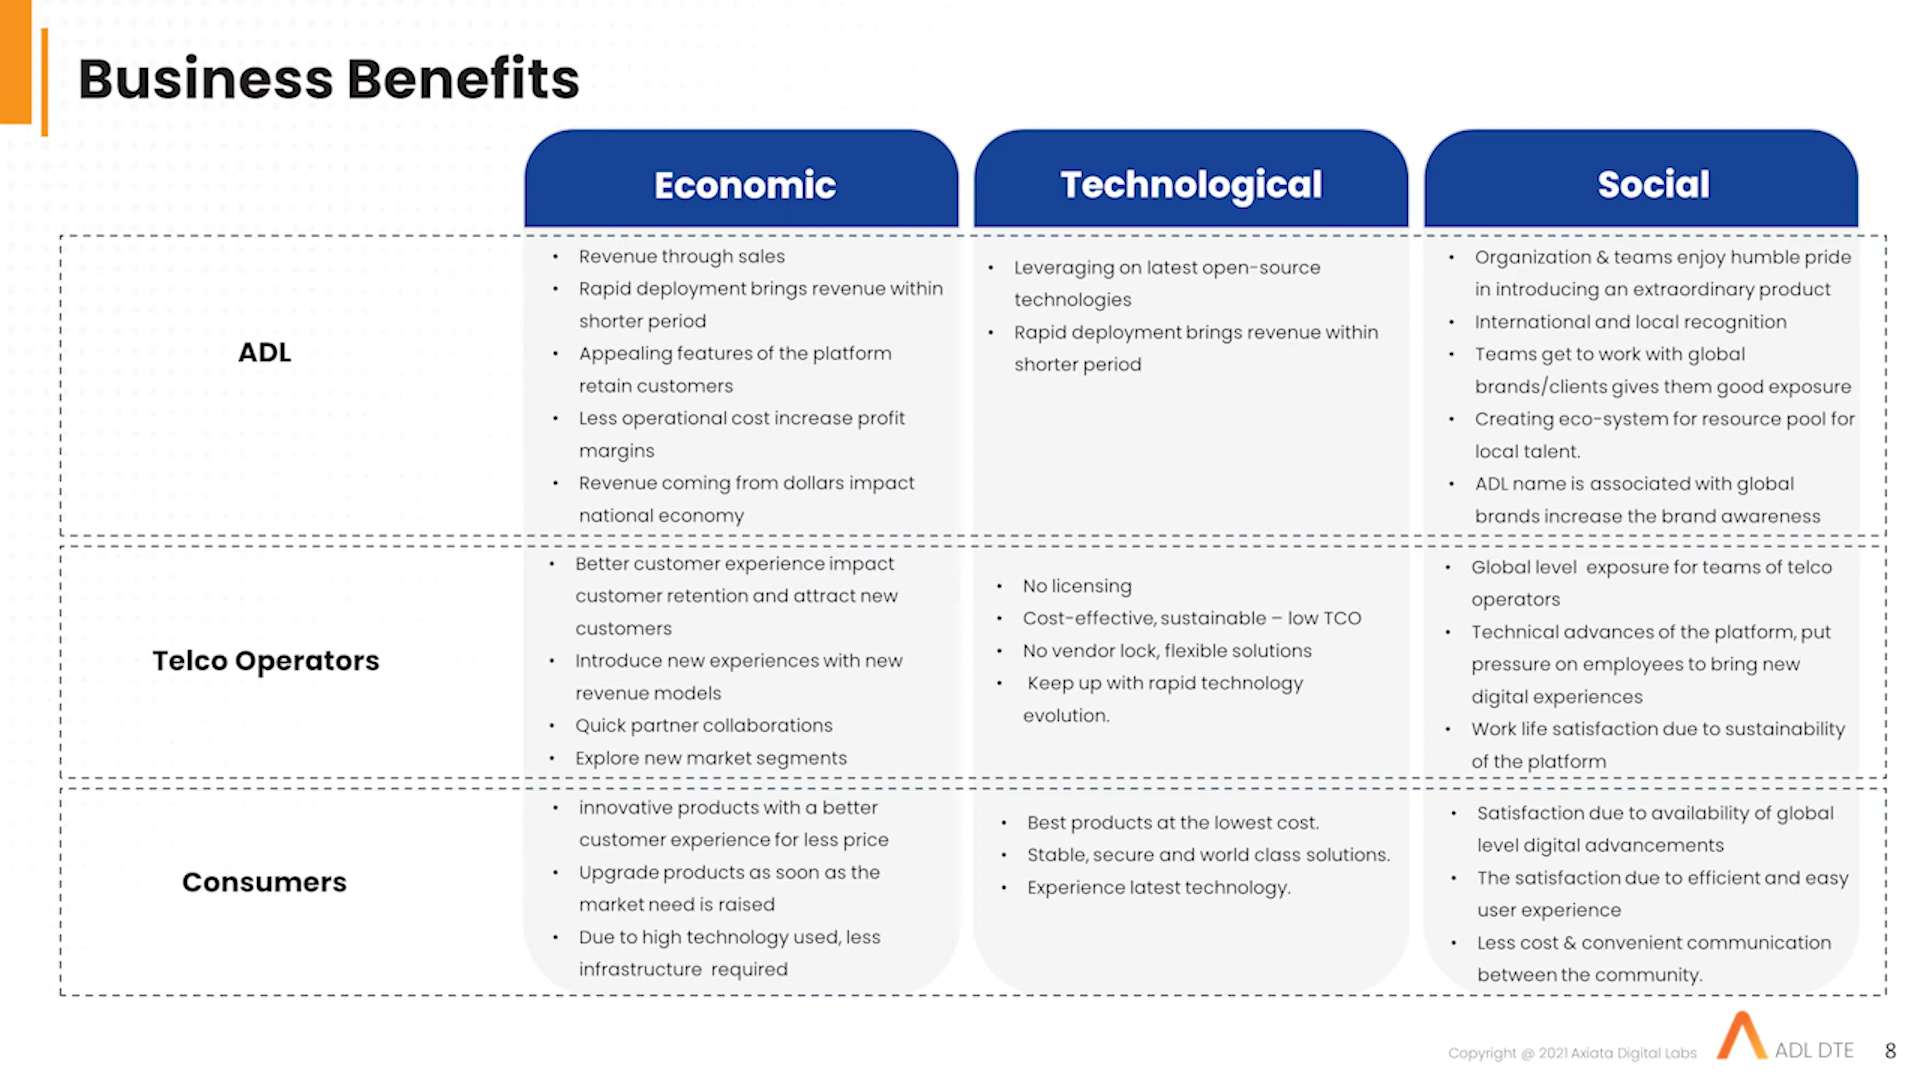 Business Benefits
Economic
Technological
Social
ADL
• Revenue through sales
• Rapid deployment brings revenue within
shorter period
• Appealing features of the platform
retain customers
• Less operational cost increase profit
margins
• Revenue coming from dollars impact
national economy
• Leveraging on latest open-source
technologies
• Rapid deployment brings revenue within
shorter period
• Organization & teams enjoy humble pride
in introducing an extraordinary product
• International and local recognition
• Teams get to work with global
brands/clients gives them good exposure
• Creating eco-system for resource pool for
local talent.
• ADL name is associated with global
brands increase the brand awareness
Telco Operators
• Better customer experience impact
customer retention and attract new
customers
• Introduce new experiences with new
revenue models
• Quick partner collaborations
• Explore new market segments
• No licensing
• Cost-effective, sustainable – low TCO
• No vendor lock, flexible solutions
• Keep up with rapid technology
evolution.
• Global level exposure for teams of telco
operators
• Technical advances of the platform, put
pressure on employees to bring new
digital experiences
• Work life satisfaction due to sustainability
of the platform
Consumers
• innovative products with a better
customer experience for less price
• Upgrade products as soon as the
market need is raised
• Due to high technology used, less
infrastructure required
• Best products at the lowest cost.
• Stable, secure and world class solutions.
• Experience latest technology.
• Satisfaction due to availability of global
level digital advancements
• The satisfaction due to efficient and easy
user experience
• Less cost & convenient communication
between the community.
Copyright @ 2021 Axiata Digital Labs
ADL DTE
8